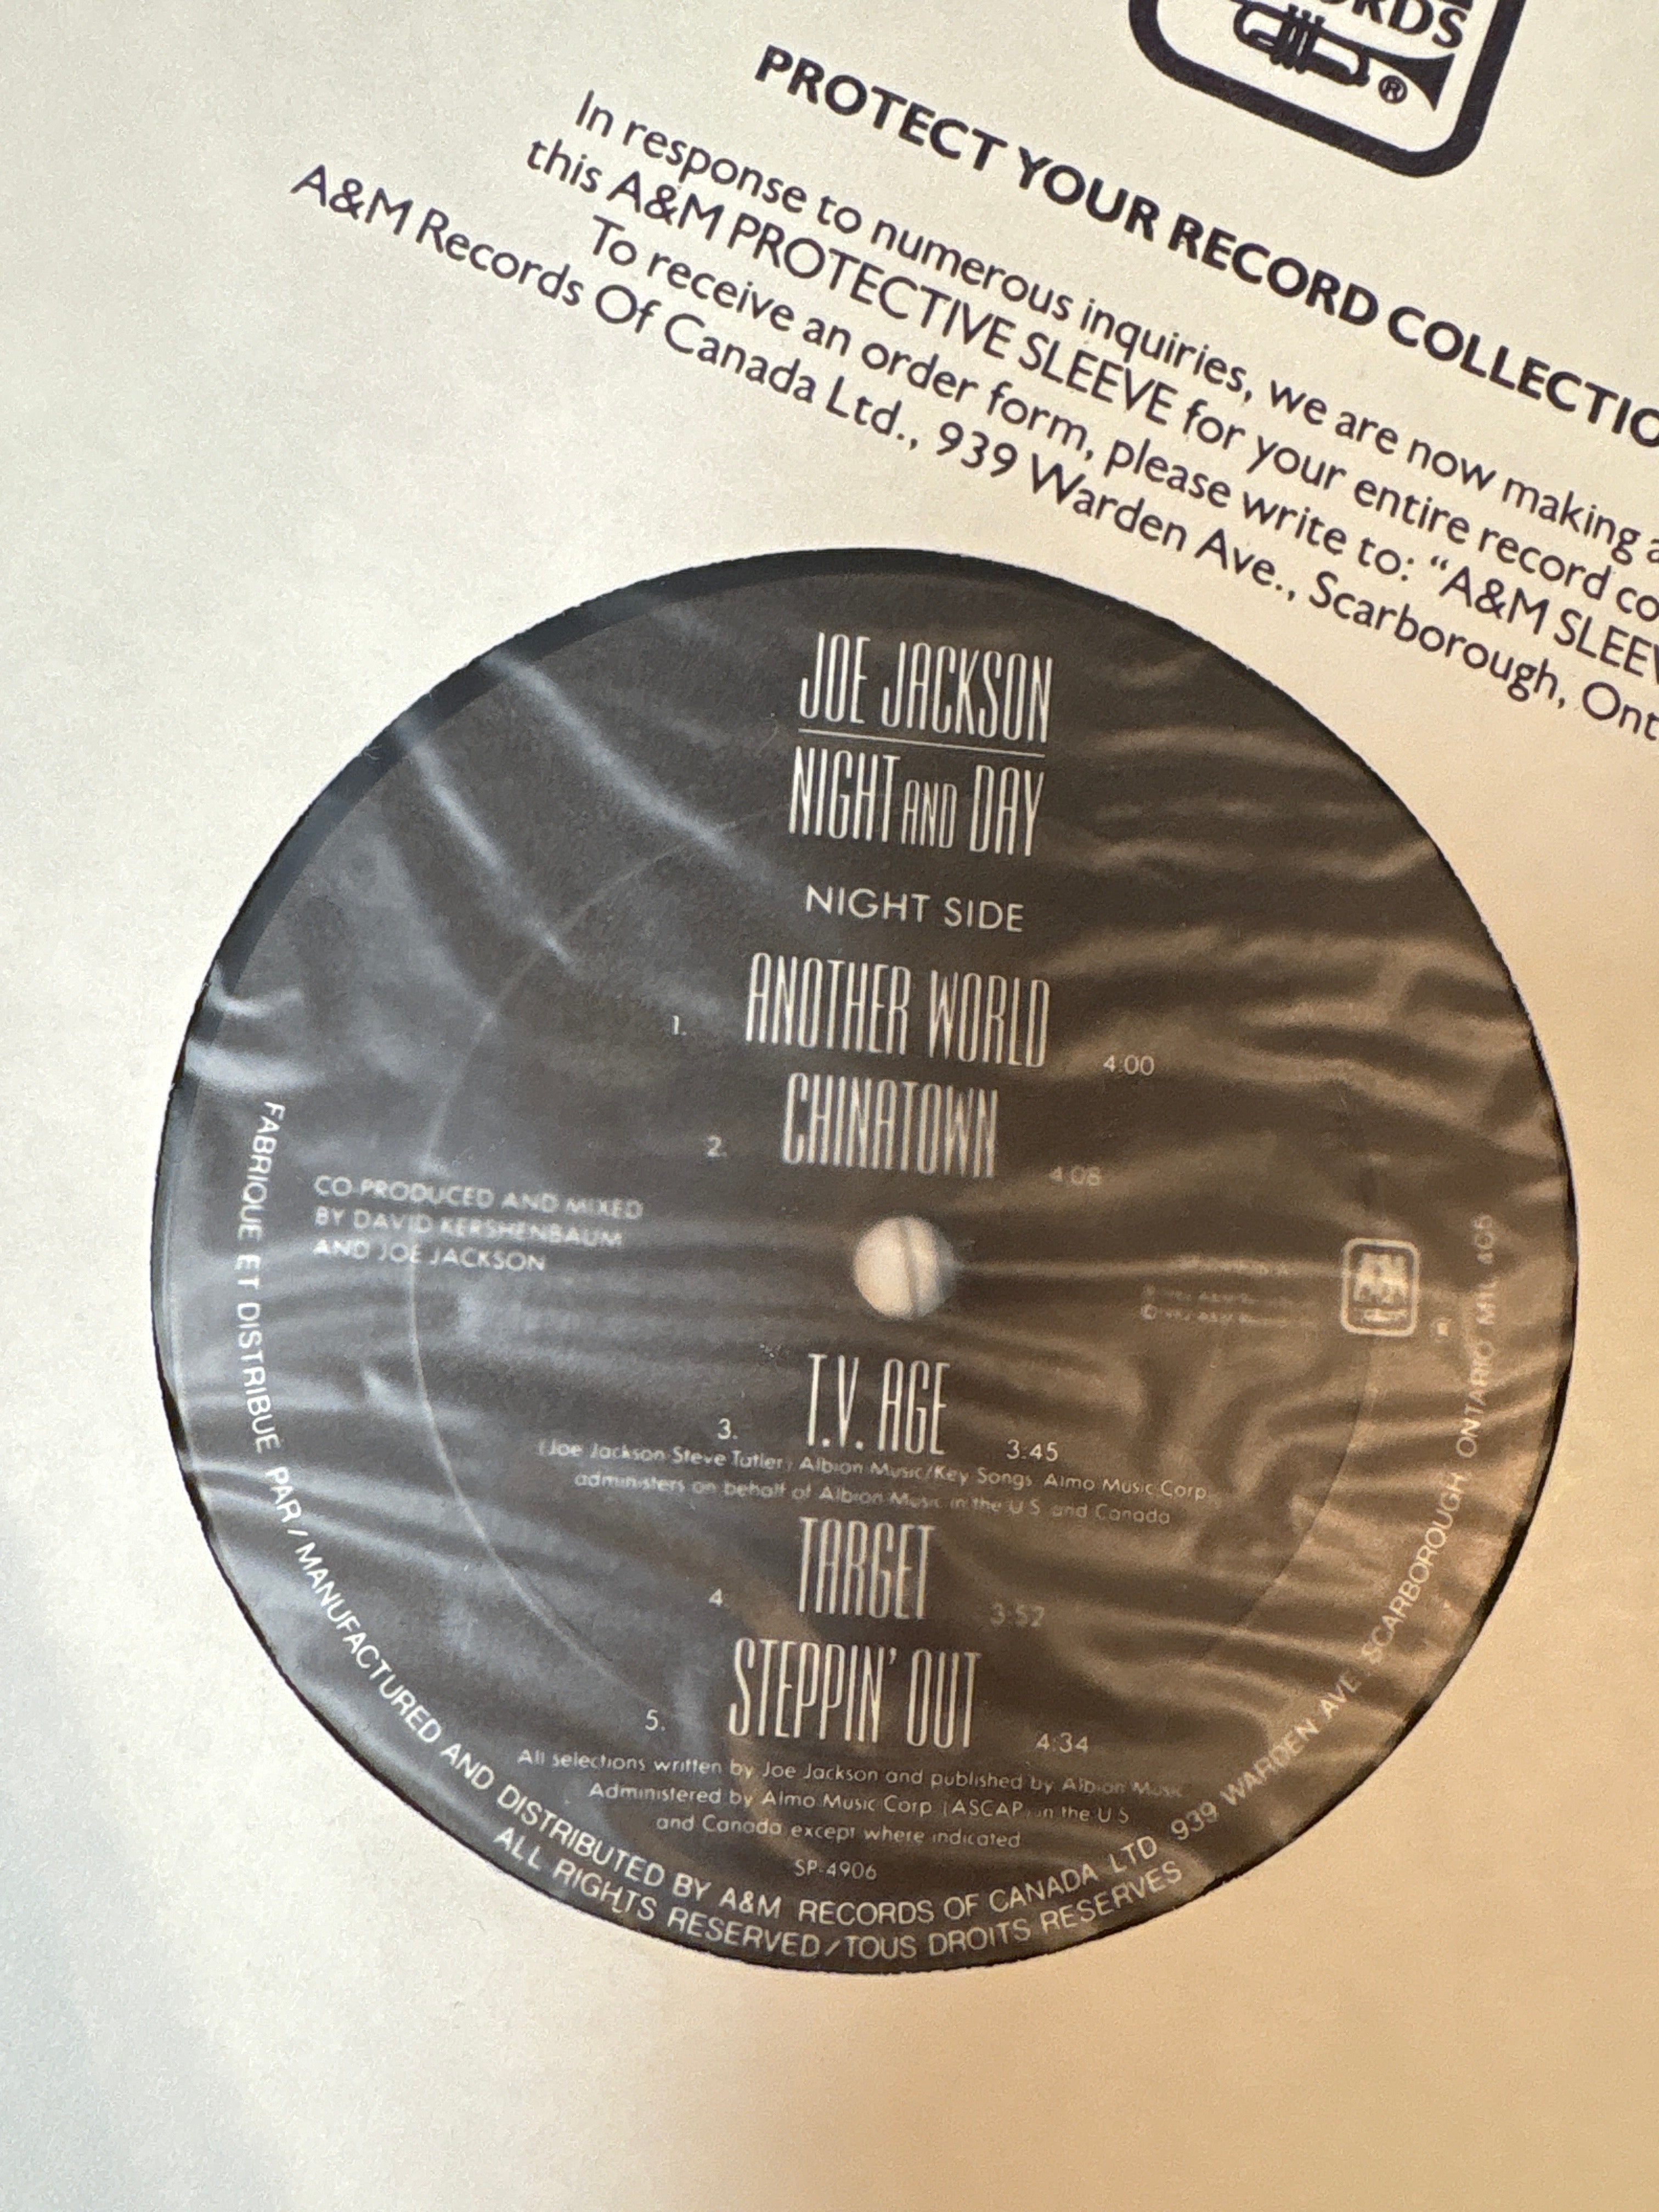 RDS
®
PROTECT YOUR RECORD COLLECTIO
In response to numerous inquiries, we are now making
this A&M PROTECTIVE SLEEVE for your entire record co
To receive an order form, please write to: “A&M SLEEV
A&M Records Of Canada Ltd., 939 Warden Ave., Scarborough, Ont
JOE JACKSON
NIGHT AND DAY
NIGHT SIDE
1. ANOTHER WORLD 4:00
2. CHINATOWN 4:08
CO-PRODUCED AND MIXED
BY DAVID KERSHENBAUM
AND JOE JACKSON
3. T.V. AGE 3:45
(Joe Jackson-Steve Tatler) Albion Music/Key Songs. Almo Music Corp.
administers on behalf of Albion Music in the U.S. and Canada
4. TARGET 3:52
5. STEPPIN' OUT 4:34
All selections written by Joe Jackson and published by Albion Music
Administered by Almo Music Corp. (ASCAP) in the U.S.
and Canada, except where indicated
SP-4906
FABRIQUE ET DISTRIBUE PAR/MANUFACTURED AND DISTRIBUTED BY A&M RECORDS OF CANADA LTD. 939 WARDEN AVE. SCARBOROUGH, ONTARIO M1L 4C5
ALL RIGHTS RESERVED/TOUS DROITS RESERVES